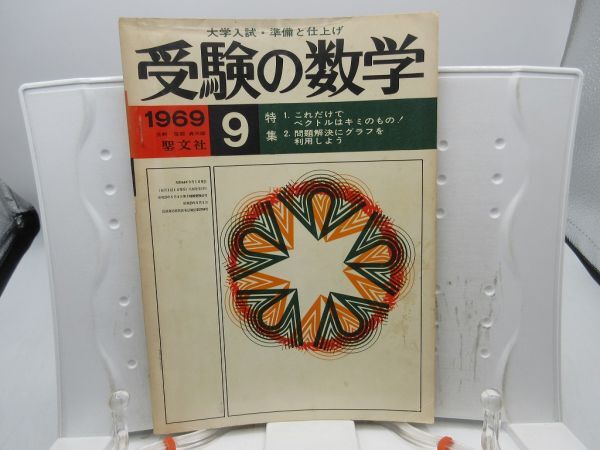 大学入試・準備と仕上げ
受験の数学
1969
聖文社
9
特集
1. これだけで
ベクトルはキミのもの！
2. 問題解決にグラフを
利用しよう